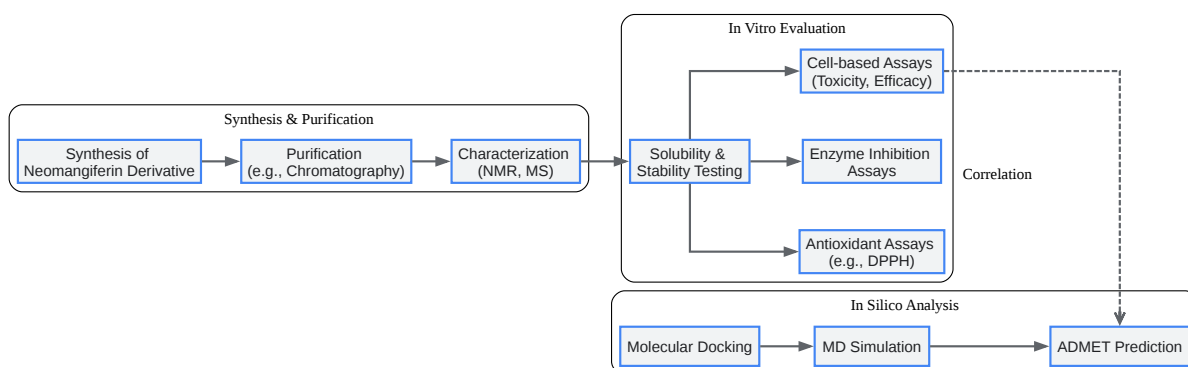 Synthesis & Purification
Synthesis of
Neomangiferin Derivative
Purification
(e.g., Chromatography)
Characterization
(NMR, MS)
In Vitro Evaluation
Solubility &
Stability Testing
Cell-based Assays
(Toxicity, Efficacy)
Enzyme Inhibition
Assays
Antioxidant Assays
(e.g., DPPH)
Correlation
In Silico Analysis
Molecular Docking
MD Simulation
ADMET Prediction